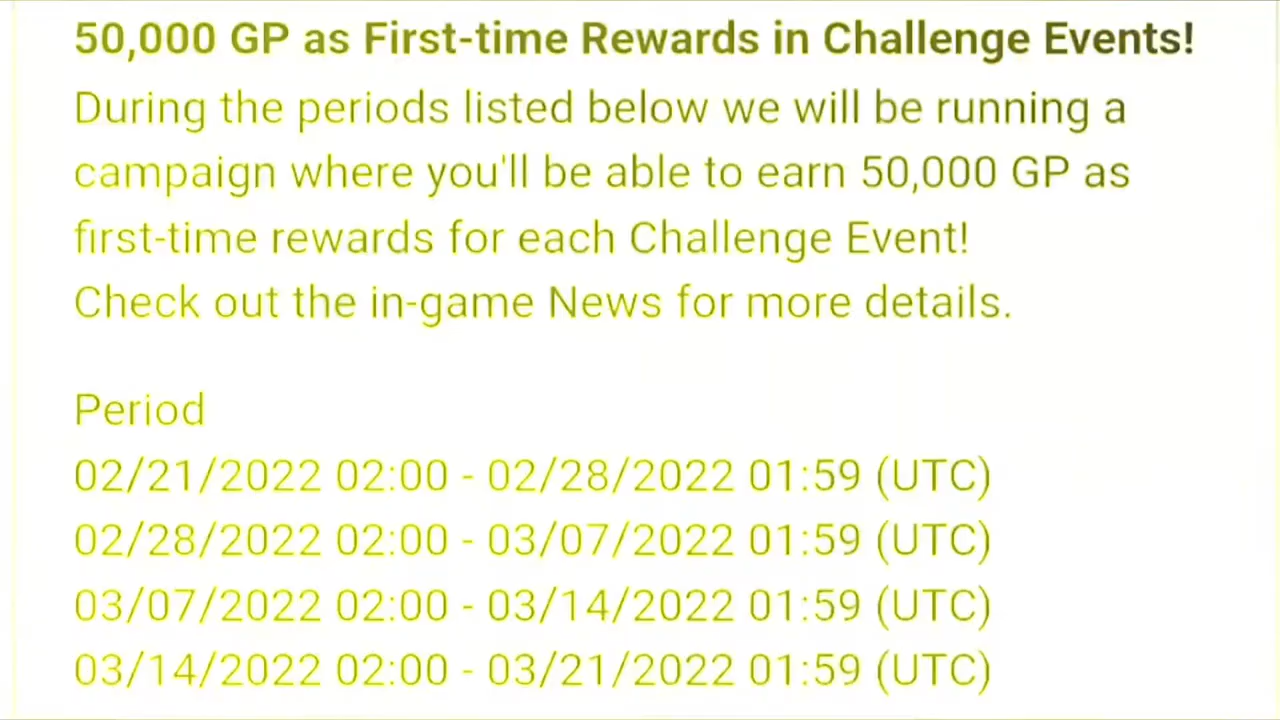 50,000 GP as First-time Rewards in Challenge Events!
During the periods listed below we will be running a
campaign where you'll be able to earn 50,000 GP as
first-time rewards for each Challenge Event!
Check out the in-game News for more details.
Period
02/21/2022 02:00 - 02/28/2022 01:59 (UTC)
02/28/2022 02:00 - 03/07/2022 01:59 (UTC)
03/07/2022 02:00 - 03/14/2022 01:59 (UTC)
03/14/2022 02:00 - 03/21/2022 01:59 (UTC)